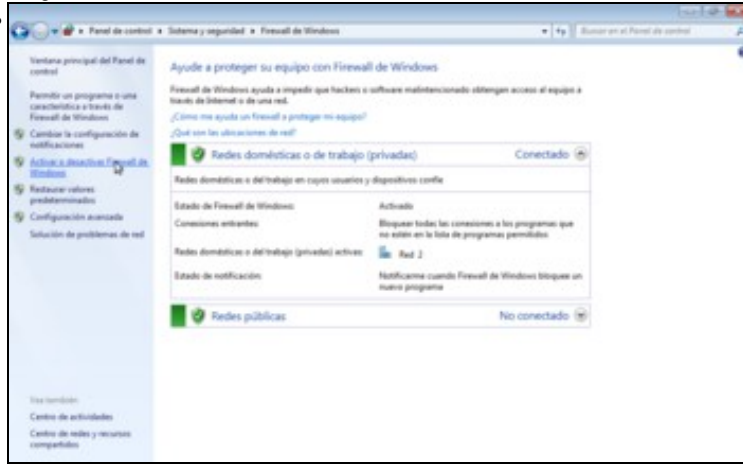 Panel de control ▸ Sistema y seguridad ▸ Firewall de Windows
Buscar en el Panel de control
Ventana principal del Panel de
control
Permitir un programa o una
característica a través de
Firewall de Windows
Cambiar la configuración de
notificaciones
Activar o desactivar Firewall de
Windows
Restaurar valores
predeterminados
Configuración avanzada
Solución de problemas de red
Ayude a proteger su equipo con Firewall de Windows
Firewall de Windows ayuda a impedir que hackers o software malintencionado obtengan acceso al equipo a
través de Internet o de una red.
¿Cómo me ayuda un firewall a proteger mi equipo?
¿Qué son las ubicaciones de red?
Redes domésticas o de trabajo (privadas) Conectado
Redes domésticas o del trabajo en cuyos usuarios y dispositivos confíe
Estado de Firewall de Windows: Activado
Conexiones entrantes: Bloquear todas las conexiones a los programas que
no estén en la lista de programas permitidos
Redes domésticas o del trabajo (privadas) activas: Red 2
Estado de notificación: Notificarme cuando Firewall de Windows bloquee un
nuevo programa
Redes públicas No conectado
Vea también
Centro de actividades
Centro de redes y recursos
compartidos